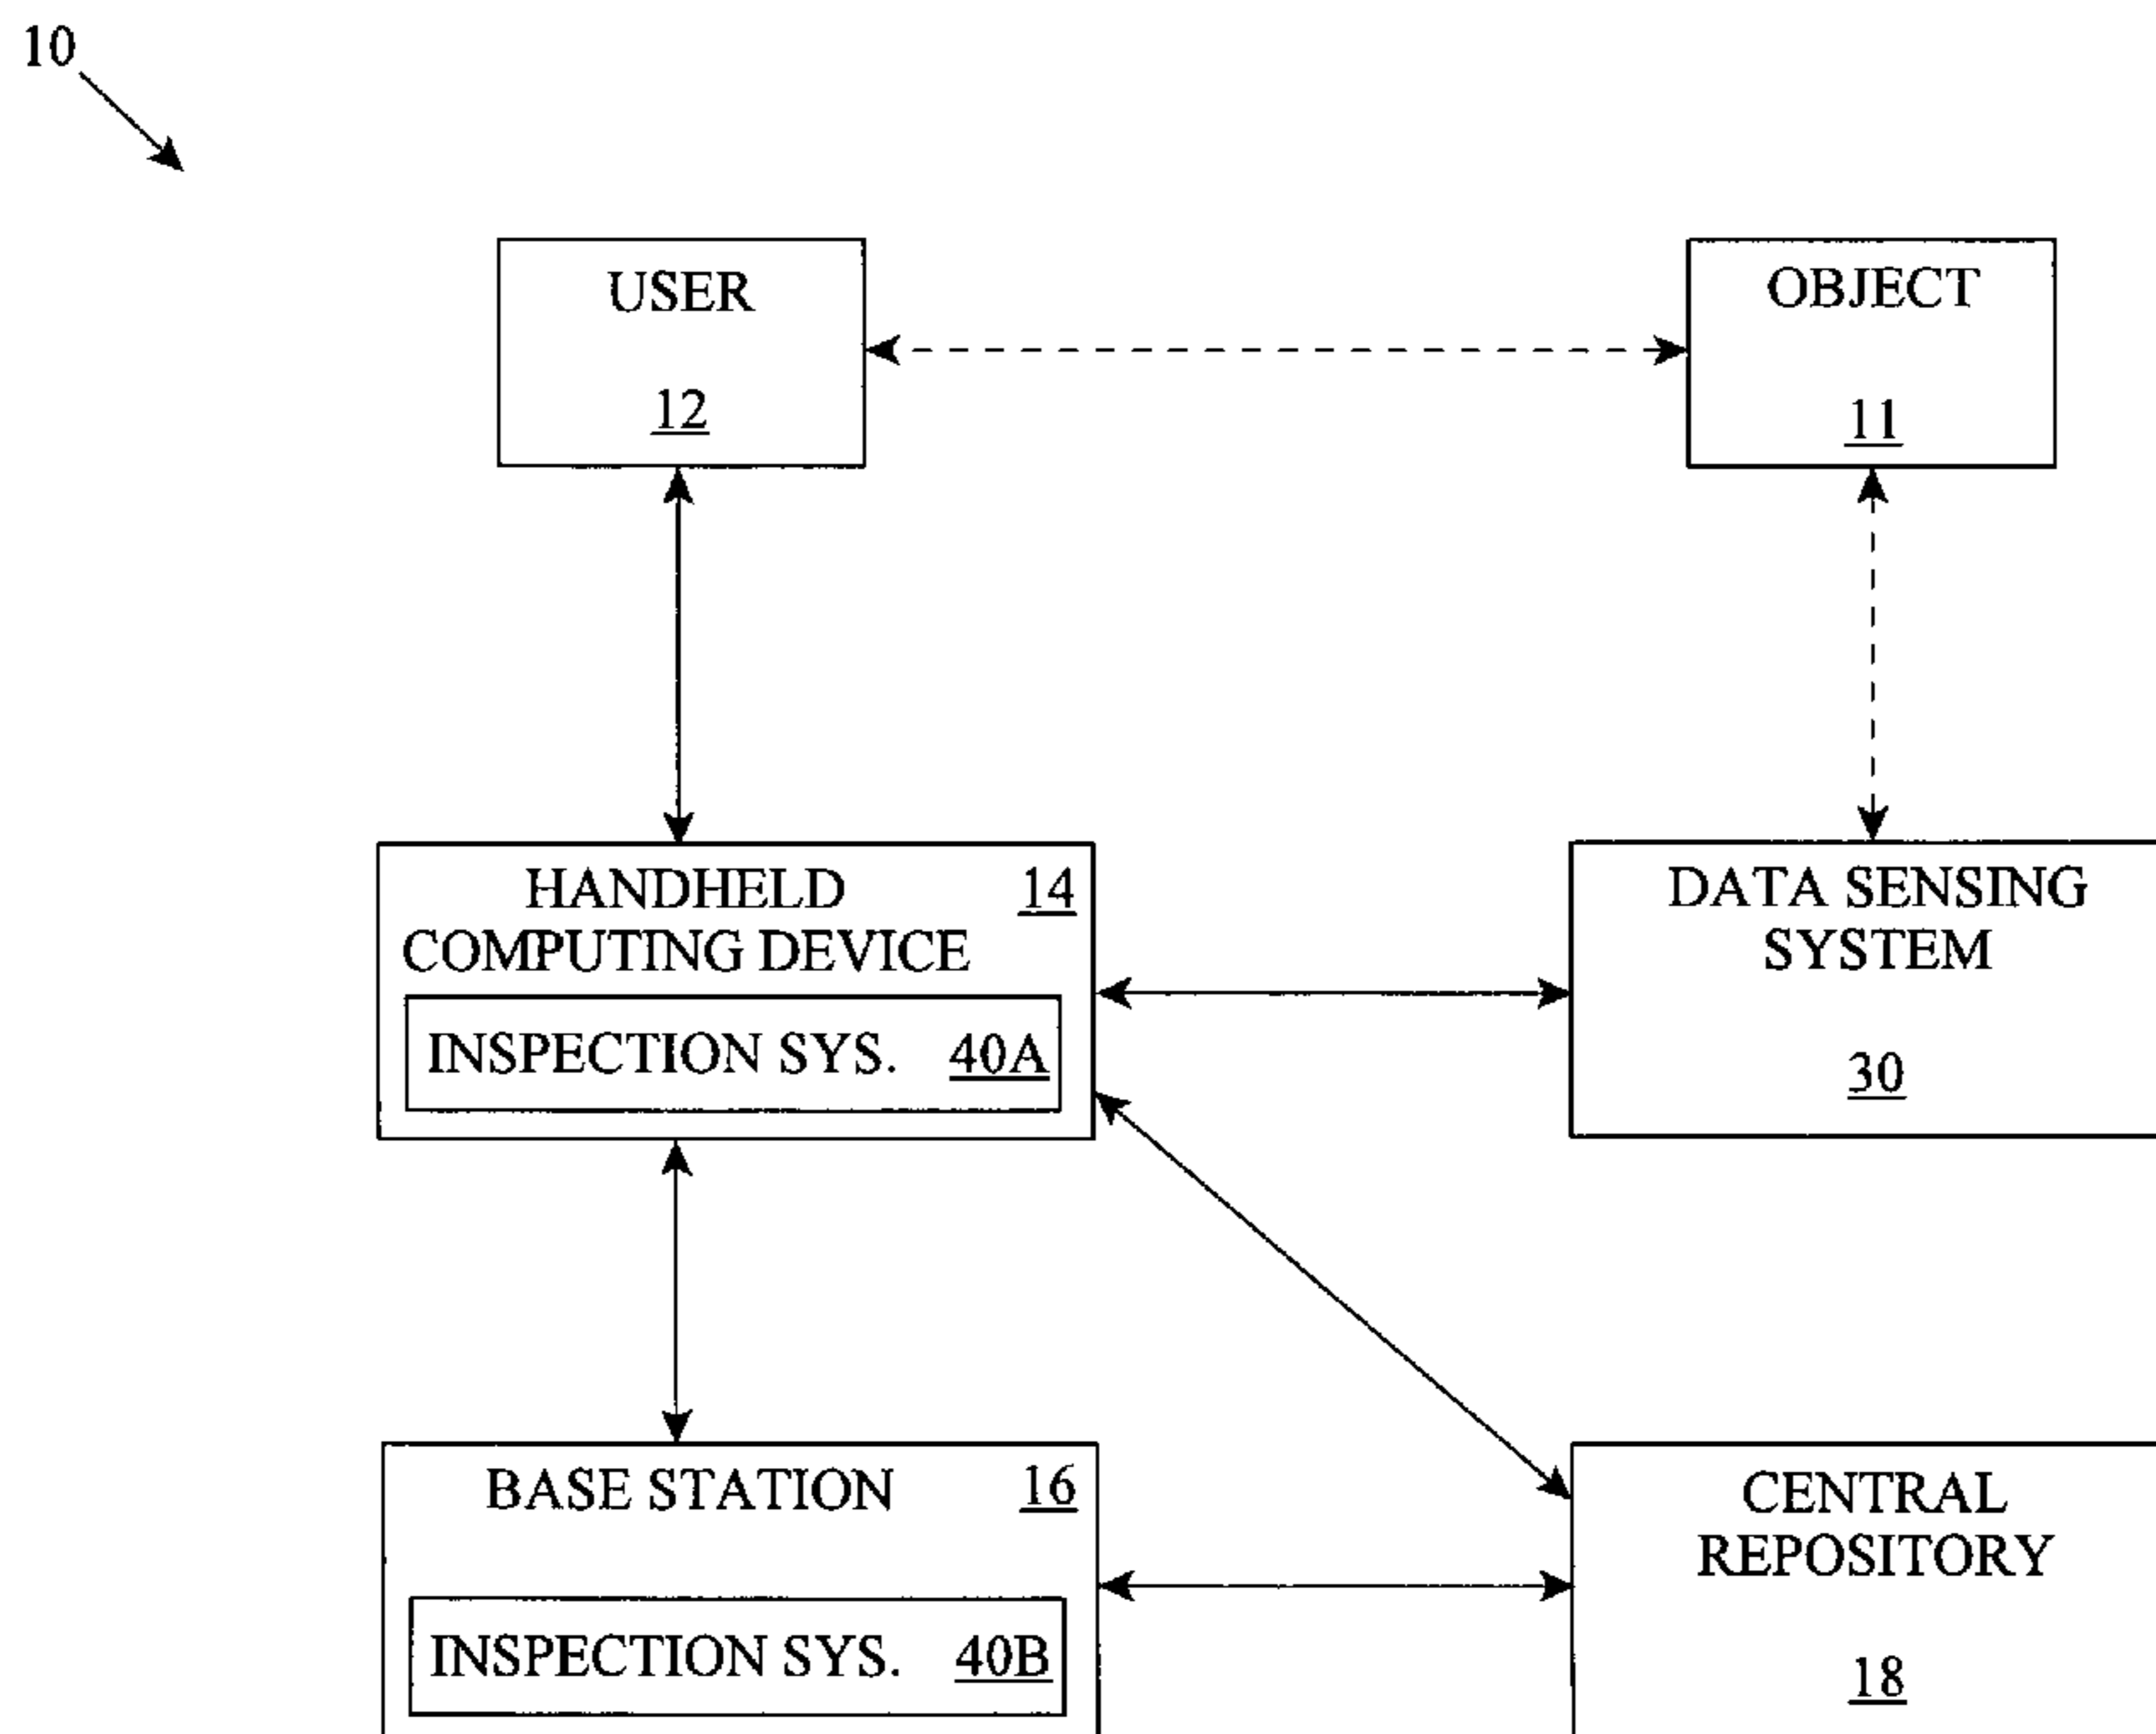 10
USER
12
OBJECT
11
HANDHELD 14
COMPUTING DEVICE
INSPECTION SYS. 40A
DATA SENSING
SYSTEM
30
BASE STATION 16
INSPECTION SYS. 40B
CENTRAL
REPOSITORY
18